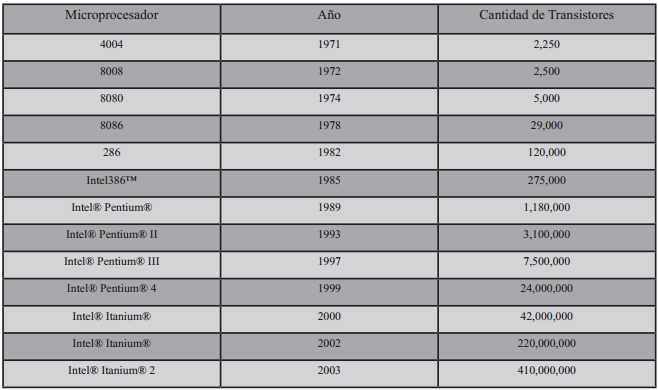 Microprocesador Año Cantidad de Transistores
4004 1971 2,250
8008 1972 2,500
8080 1974 5,000
8086 1978 29,000
286 1982 120,000
Intel386™ 1985 275,000
Intel® Pentium® 1989 1,180,000
Intel® Pentium® II 1993 3,100,000
Intel® Pentium® III 1997 7,500,000
Intel® Pentium® 4 1999 24,000,000
Intel® Itanium® 2000 42,000,000
Intel® Itanium® 2002 220,000,000
Intel® Itanium® 2 2003 410,000,000